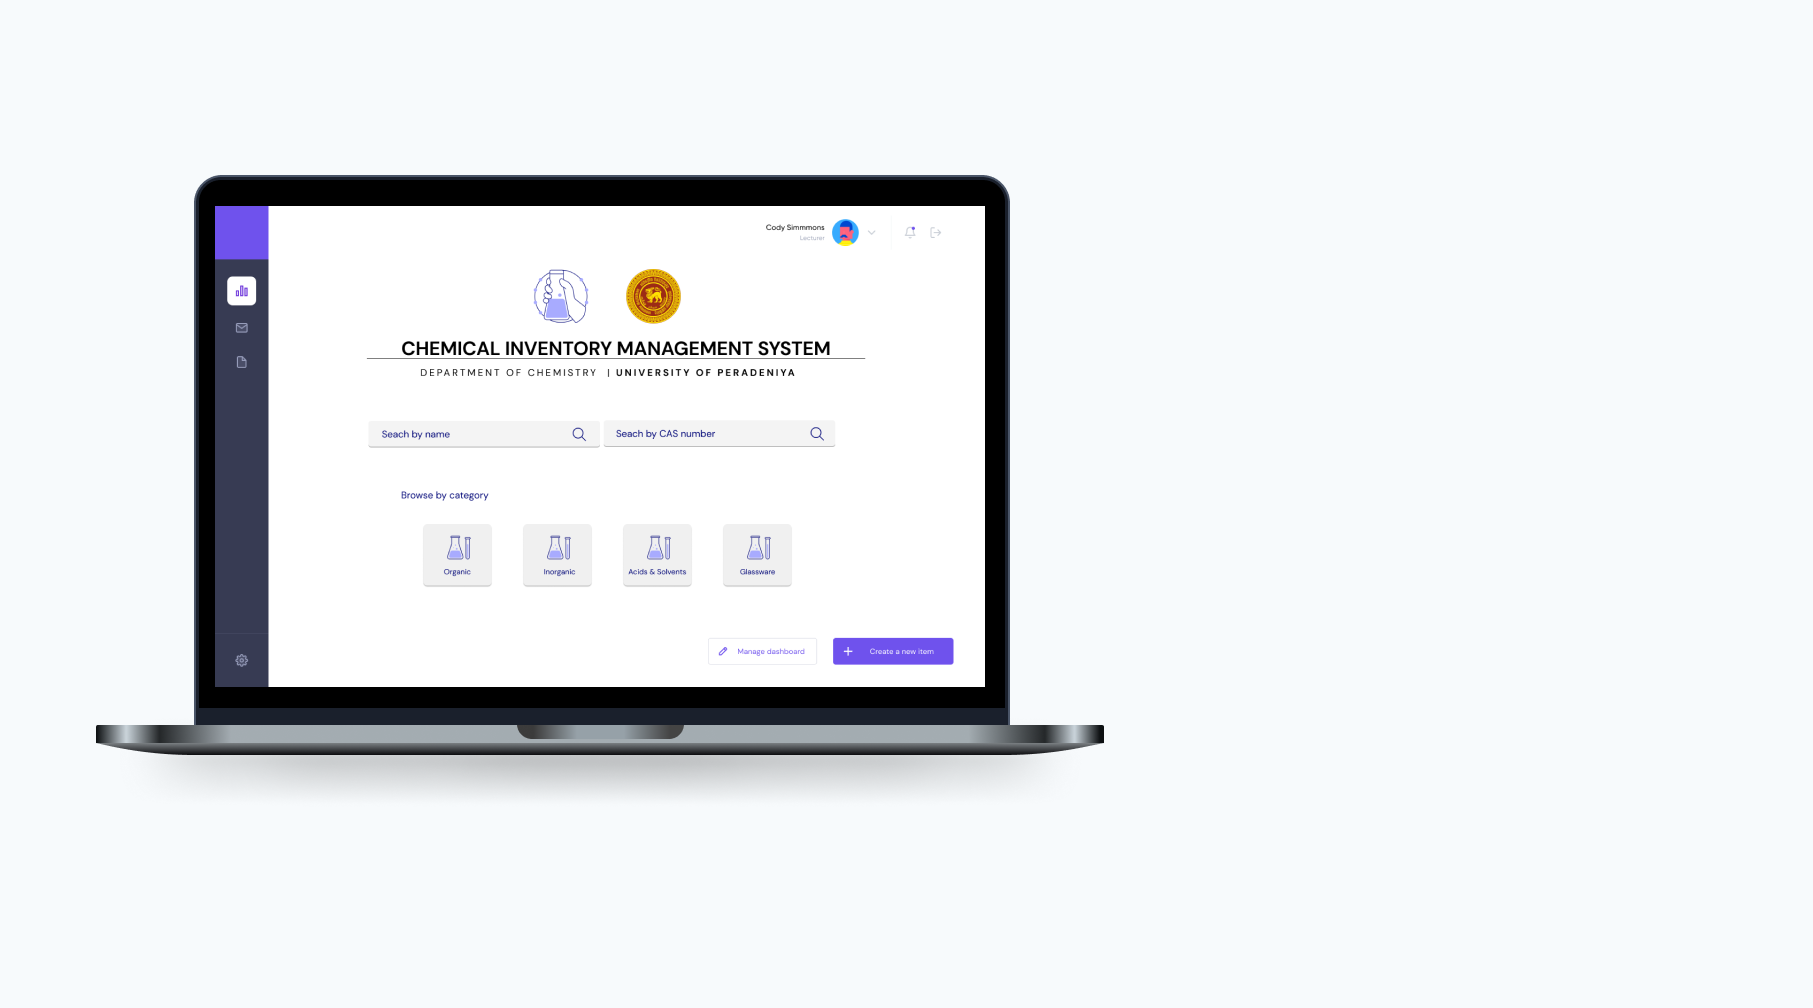 Cody Simmmons
Lecturer
CHEMICAL INVENTORY MANAGEMENT SYSTEM
DEPARTMENT OF CHEMISTRY | UNIVERSITY OF PERADENIYA
Seach by name
Seach by CAS number
Browse by category
Organic
Inorganic
Acids & Solvents
Glassware
Manage dashboard
Create a new item